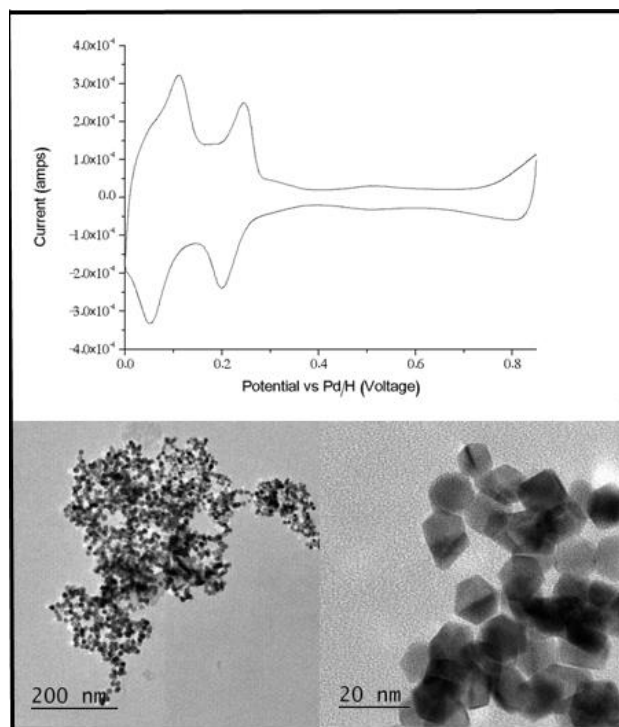 4.0x10⁻⁴
3.0x10⁻⁴
2.0x10⁻⁴
1.0x10⁻⁴
0.0
-1.0x10⁻⁴
-2.0x10⁻⁴
-3.0x10⁻⁴
-4.0x10⁻⁴
Current (amps)
0.0 0.2 0.4 0.6 0.8
Potential vs Pd/H (Voltage)
200 nm
20 nm